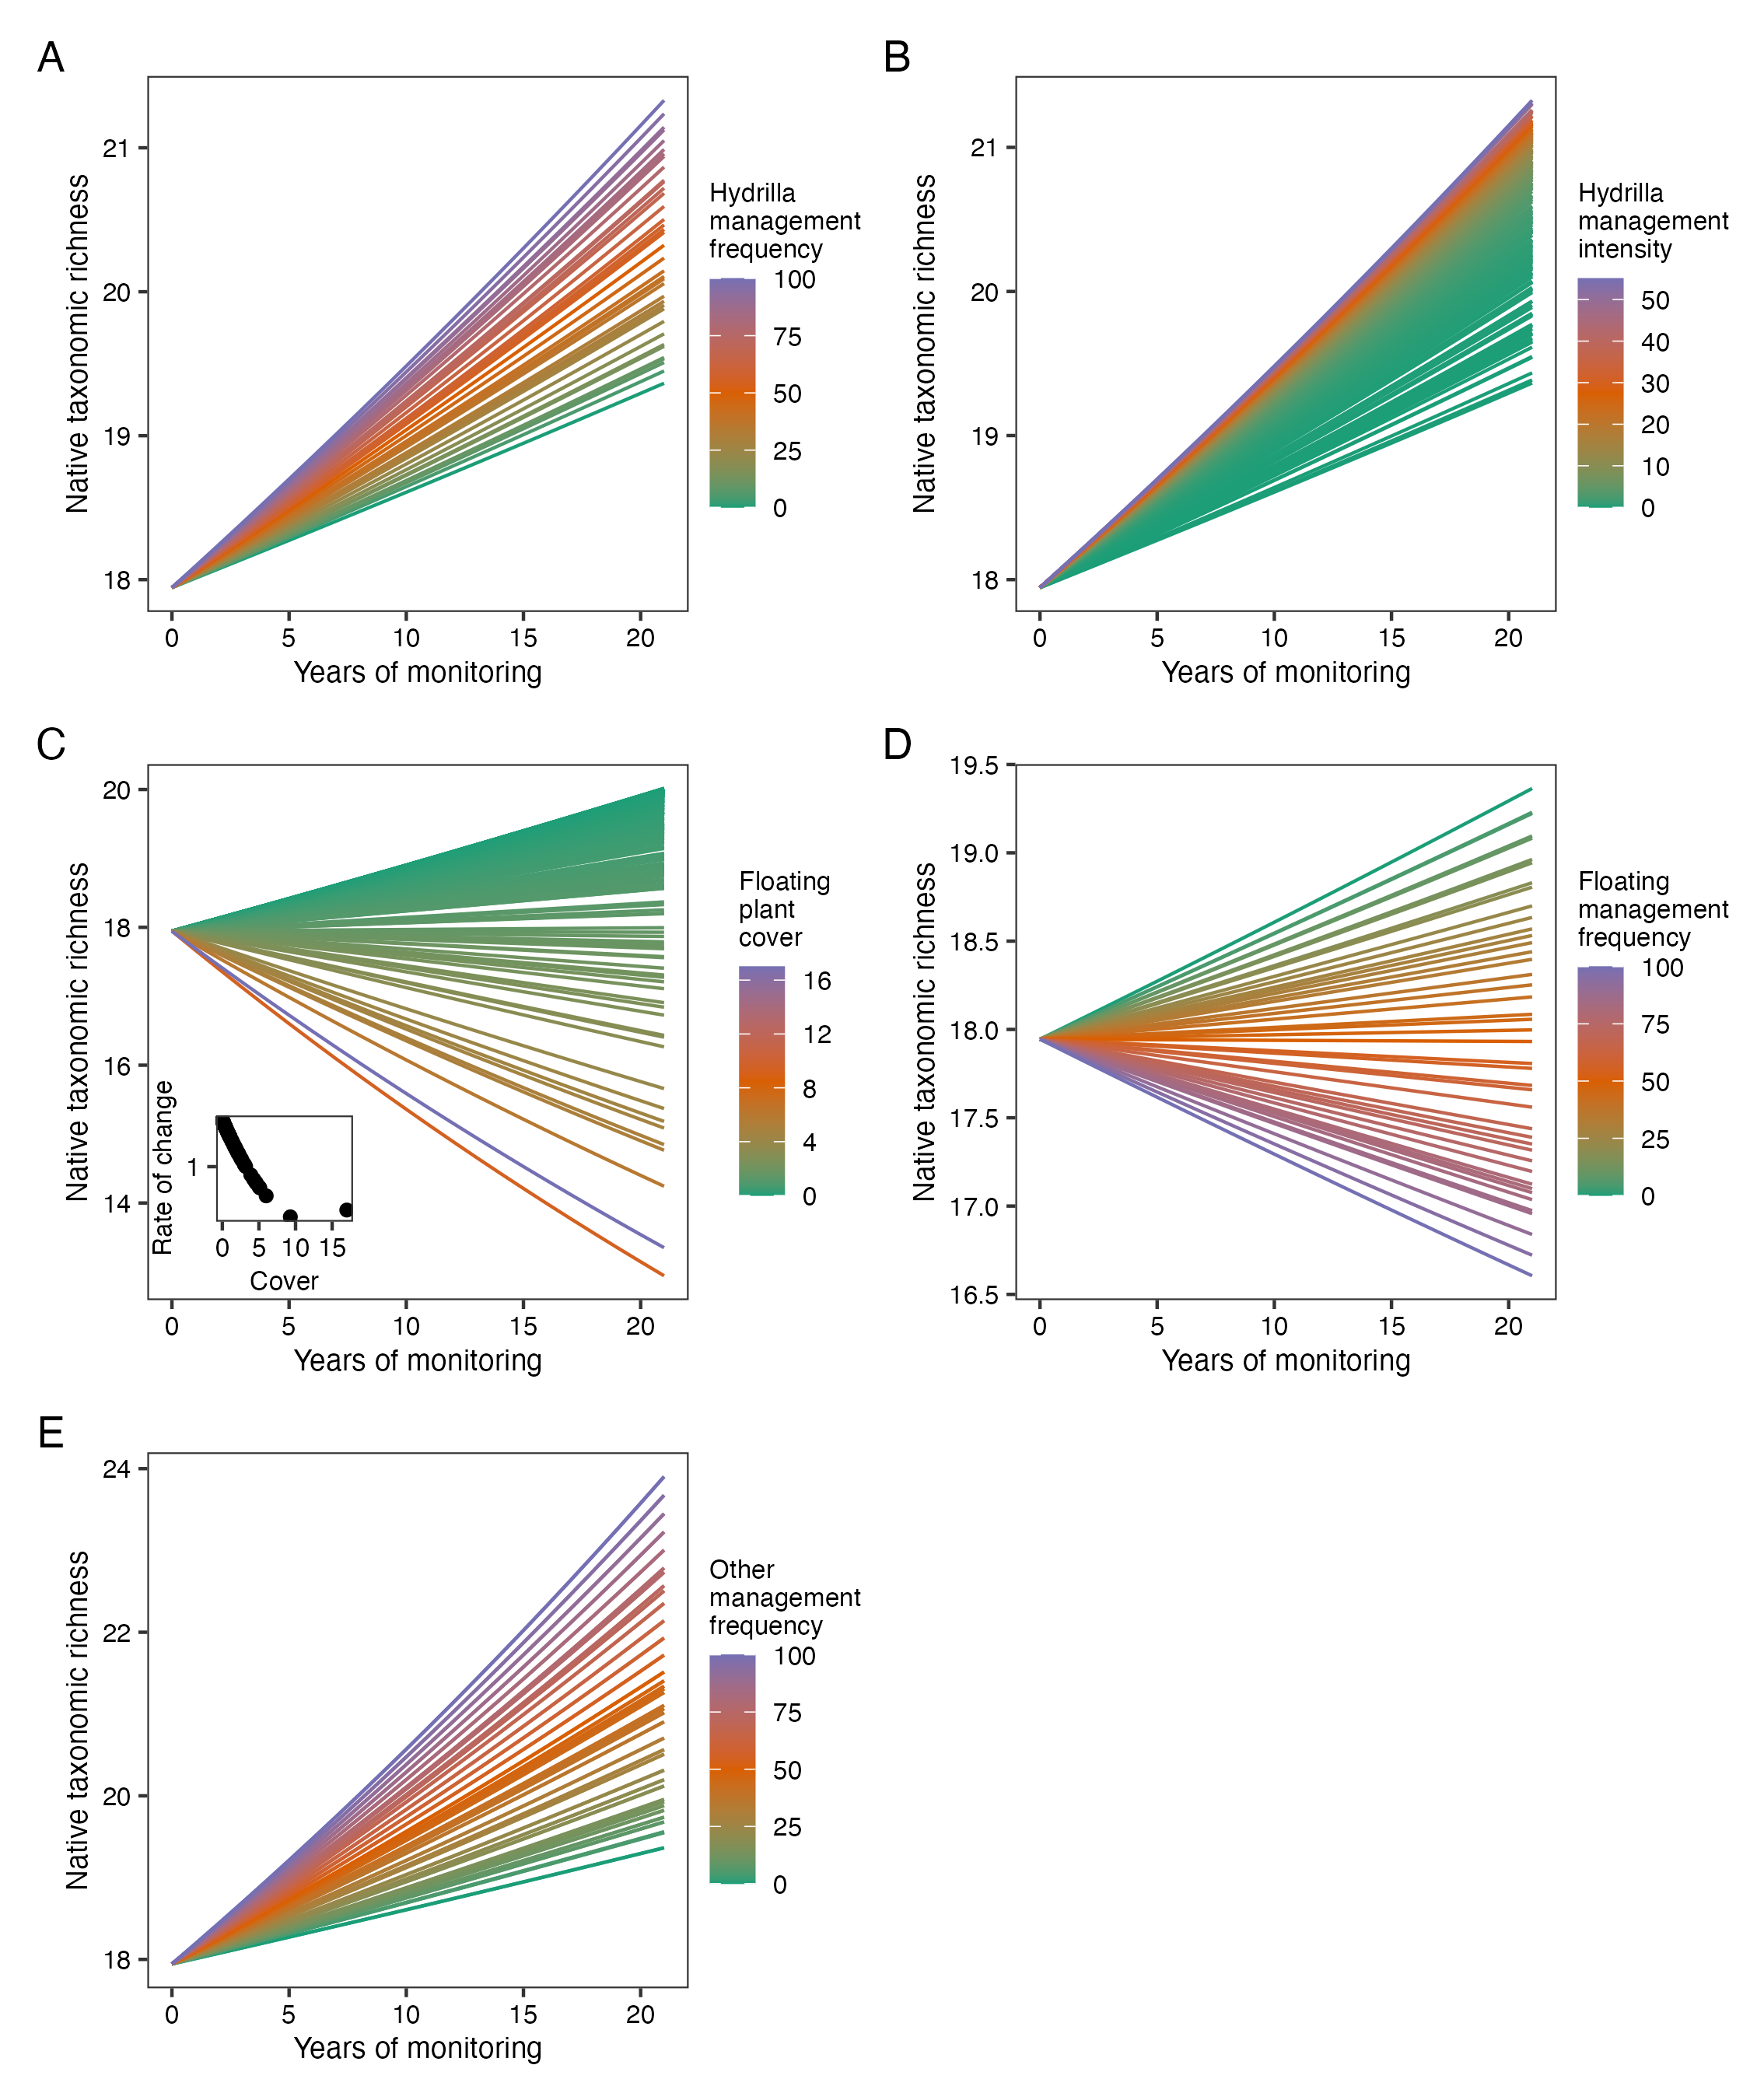 A
Native taxonomic richness
21
20
19
18
0 5 10 15 20
Years of monitoring
Hydrilla
management
frequency
100
75
50
25
0
B
Native taxonomic richness
21
20
19
18
0 5 10 15 20
Years of monitoring
Hydrilla
management
intensity
50
40
30
20
10
0
C
Native taxonomic richness
20
18
16
14
0 5 10 15 20
Years of monitoring
Rate of change
1
0 5 10 15
Cover
Floating
plant
cover
16
12
8
4
0
D
Native taxonomic richness
19.5
19.0
18.5
18.0
17.5
17.0
16.5
0 5 10 15 20
Years of monitoring
Floating
management
frequency
100
75
50
25
0
E
Native taxonomic richness
24
22
20
18
0 5 10 15 20
Years of monitoring
Other
management
frequency
100
75
50
25
0